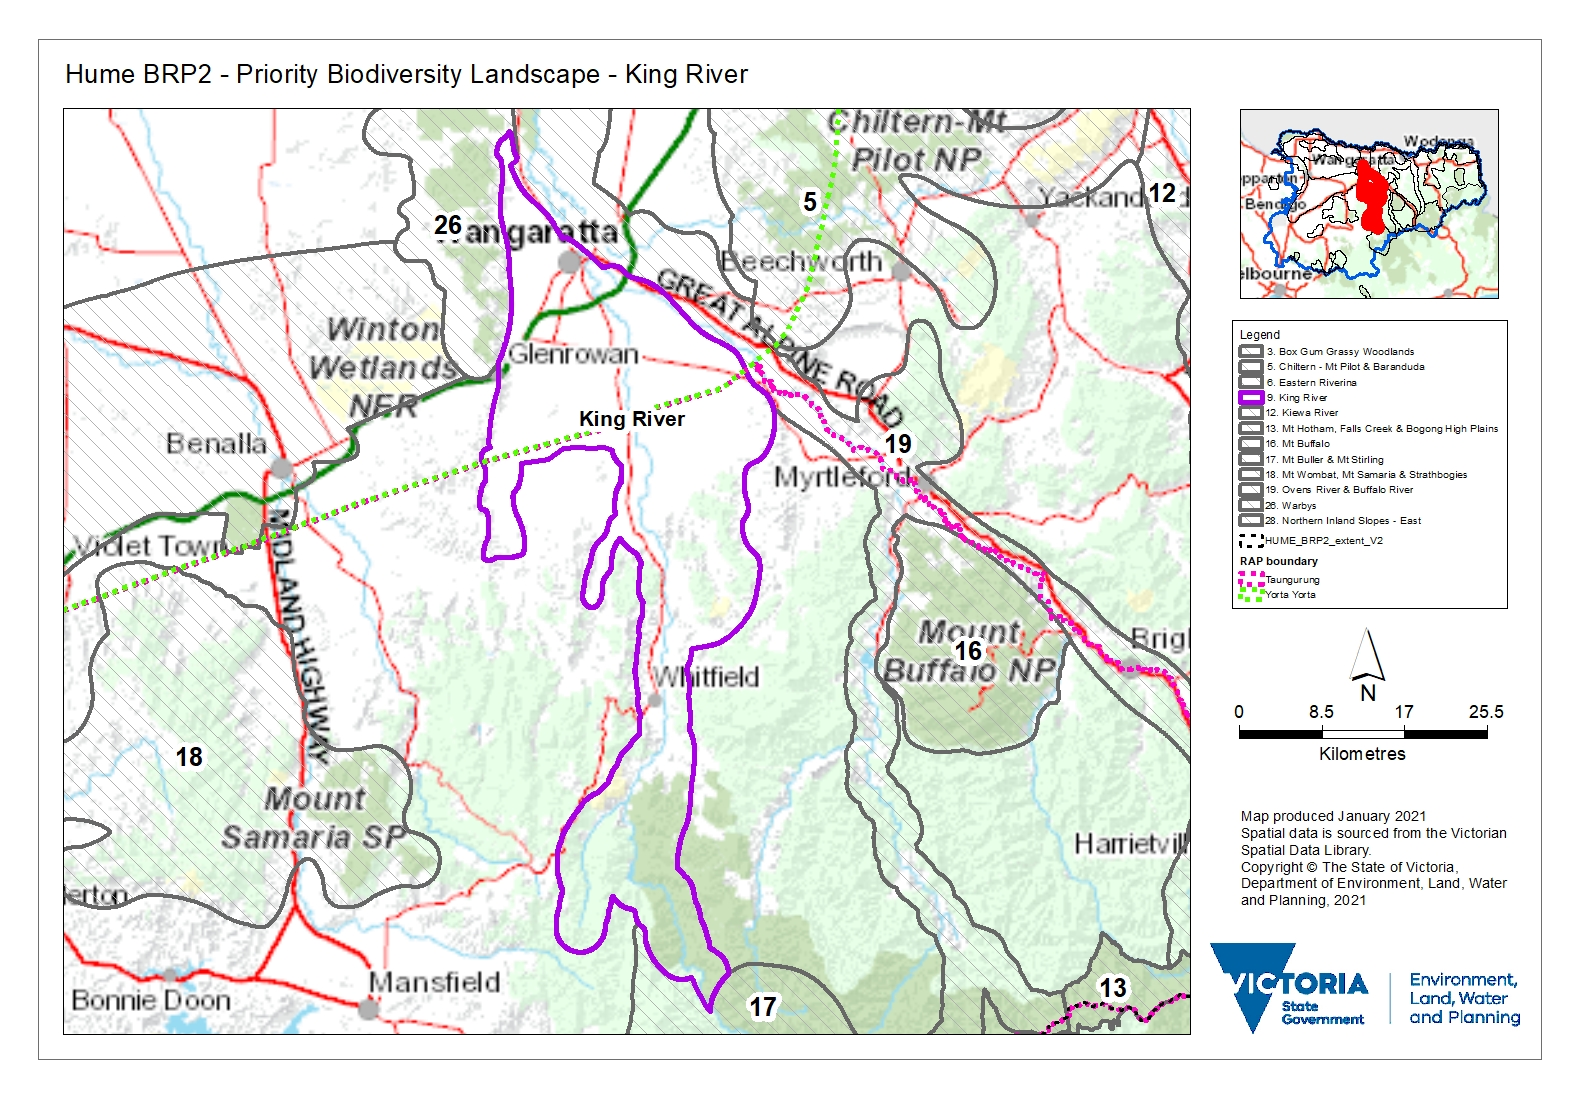 Hume BRP2 - Priority Biodiversity Landscape - King River
Chiltern-Mt
Pilot NP
5
12
26
Wangaratta
Beechworth
GREAT ALPINE ROAD
Winton
Wetlands
NFR
Glenrowan
King River
Benalla
19
Myrtleford
Violet Town
MIDLAND HIGHWAY
Mount
Buffalo NP
16
Whitfield
18
Mount
Samaria SP
Harrietvill
erton
Mansfield
Bonnie Doon
17
13
Wodonga
Wangaratta
epparton
Bendigo
elbourne
Legend
3. Box Gum Grassy Woodlands
5. Chiltern - Mt Pilot & Baranduda
6. Eastern Riverina
9. King River
12. Kiewa River
13. Mt Hotham, Falls Creek & Bogong High Plains
16. Mt Buffalo
17. Mt Buller & Mt Stirling
18. Mt Wombat, Mt Samaria & Strathbogies
19. Ovens River & Buffalo River
26. Warbys
28. Northern Inland Slopes - East
HUME_BRP2_extent_V2
RAP boundary
Taungurung
Yorta Yorta
N
0 8.5 17 25.5
Kilometres
Map produced January 2021
Spatial data is sourced from the Victorian
Spatial Data Library.
Copyright © The State of Victoria,
Department of Environment, Land, Water
and Planning, 2021
VICTORIA
State
Government
Environment,
Land, Water
and Planning